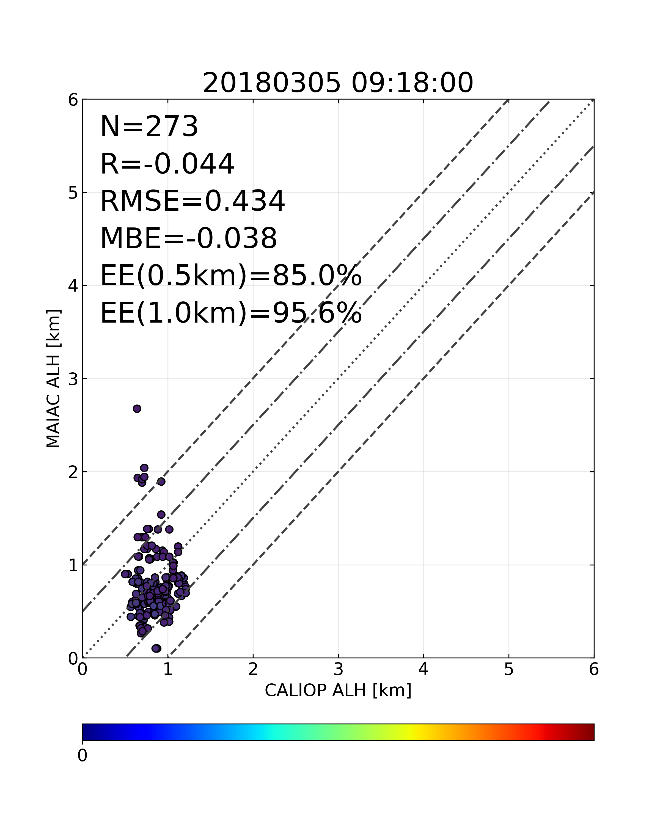 20180305 09:18:00
N=273
R=-0.044
RMSE=0.434
MBE=-0.038
EE(0.5km)=85.0%
EE(1.0km)=95.6%
6
5
4
3
2
1
0
MAIAC ALH [km]
0 1 2 3 4 5 6
CALIOP ALH [km]
0